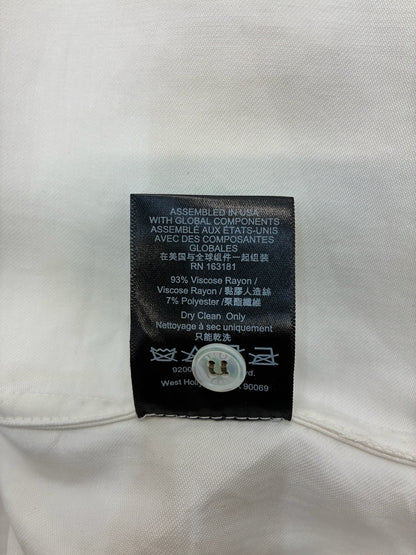 ASSEMBLED IN USA
WITH GLOBAL COMPONENTS
ASSEMBLÉ AUX ÉTATS-UNIS
AVEC DES COMPOSANTES
GLOBALES
在美国与全球组件一起组装
RN 163181
93% Viscose Rayon /
Viscose Rayon / 黏膠人造絲
7% Polyester /聚酯纖維
Dry Clean Only
Nettoyage à sec uniquement
只能乾洗
9200
West 90069